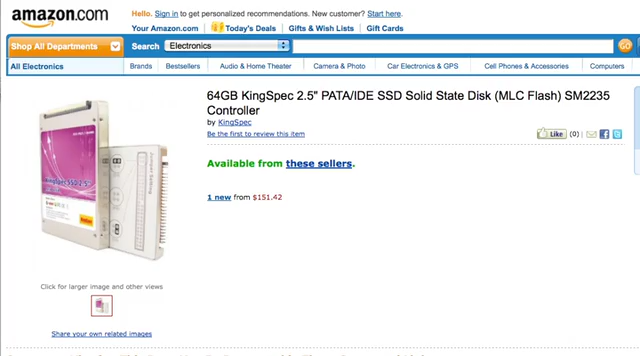 amazon.com
Hello. Sign in to get personalized recommendations. New customer? Start here.
Your Amazon.com Today's Deals Gifts & Wish Lists Gift Cards
Shop All Departments Search Electronics GO
All Electronics Brands Bestsellers Audio & Home Theater Camera & Photo Car Electronics & GPS Cell Phones & Accessories Computers
64GB KingSpec 2.5" PATA/IDE SSD Solid State Disk (MLC Flash) SM2235
Controller
by KingSpec
Be the first to review this item
Like (0)
Available from these sellers.
1 new from $151.42
KingSpec SSD 2.5"
Click for larger image and other views
Share your own related images